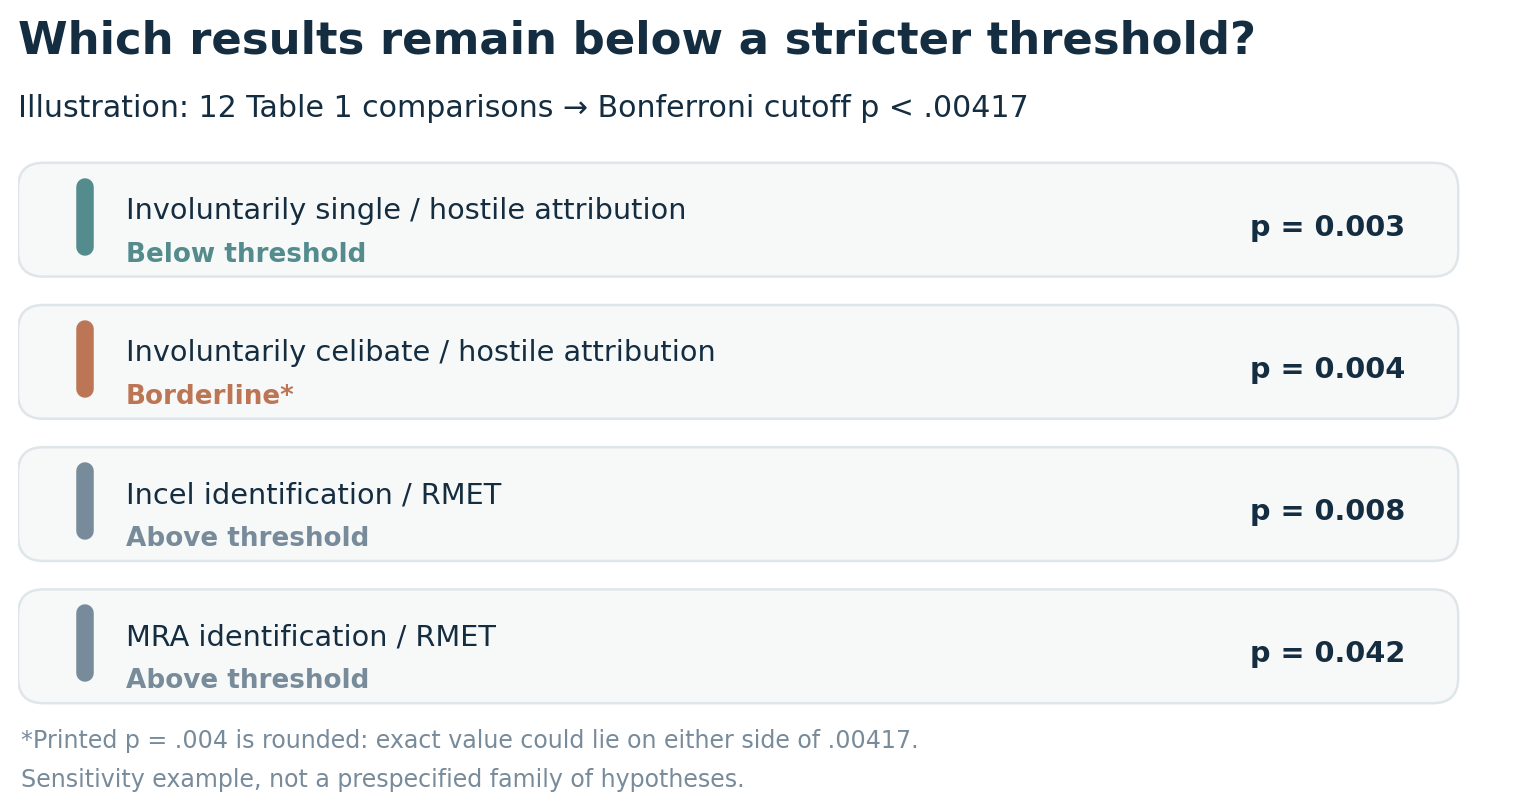 Which results remain below a stricter threshold?
Illustration: 12 Table 1 comparisons → Bonferroni cutoff p < .00417
Involuntarily single / hostile attribution
Below threshold
p = 0.003
Involuntarily celibate / hostile attribution
Borderline*
p = 0.004
Incel identification / RMET
Above threshold
p = 0.008
MRA identification / RMET
Above threshold
p = 0.042
*Printed p = .004 is rounded: exact value could lie on either side of .00417.
Sensitivity example, not a prespecified family of hypotheses.